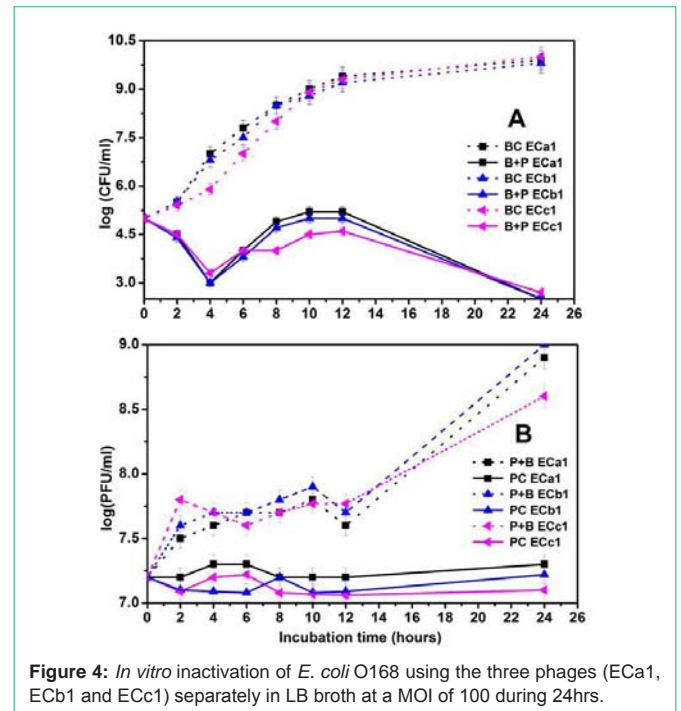 10.5
9.0
7.5
6.0
4.5
3.0
log (CFU/ml)
A
BC ECa1
B+P ECa1
BC ECb1
B+P ECb1
BC ECc1
B+P ECc1
0 2 4 6 8 10 12 14 16 18 20 22 24 26
9.0
8.5
8.0
7.5
7.0
log(PFU/ml)
B
P+B ECa1
PC ECa1
P+B ECb1
PC ECb1
P+B ECc1
PC ECc1
0 2 4 6 8 10 12 14 16 18 20 22 24 26
Incubation time (hours)
Figure 4: In vitro inactivation of E. coli O168 using the three phages (ECa1,
ECb1 and ECc1) separately in LB broth at a MOI of 100 during 24hrs.